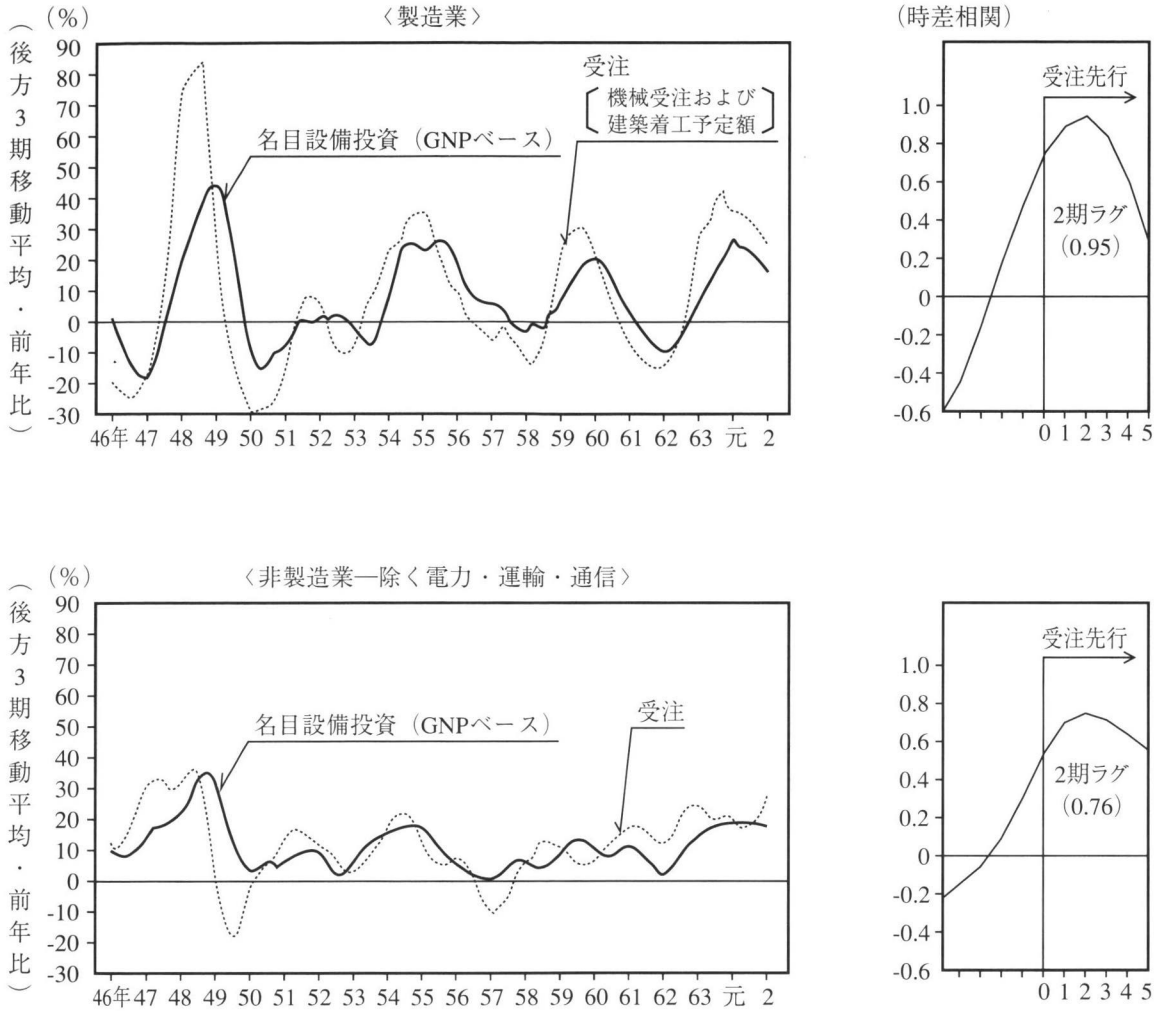 (%)
〈製造業〉
(後方3期移動平均・前年比)
90
80
70
60
50
40
30
20
10
0
-10
-20
-30
受注
機械受注および
建築着工予定額
名目設備投資(GNPベース)
46年 47 48 49 50 51 52 53 54 55 56 57 58 59 60 61 62 63 元 2
(時差相関)
受注先行
1.0
0.8
0.6
0.4
0.2
0
-0.2
-0.4
-0.6
2期ラグ
(0.95)
0 1 2 3 4 5
(%)
〈非製造業―除く電力・運輸・通信〉
(後方3期移動平均・前年比)
90
80
70
60
50
40
30
20
10
0
-10
-20
-30
名目設備投資(GNPベース)
受注
46年 47 48 49 50 51 52 53 54 55 56 57 58 59 60 61 62 63 元 2
受注先行
1.0
0.8
0.6
0.4
0.2
0
-0.2
-0.4
-0.6
2期ラグ
(0.76)
0 1 2 3 4 5